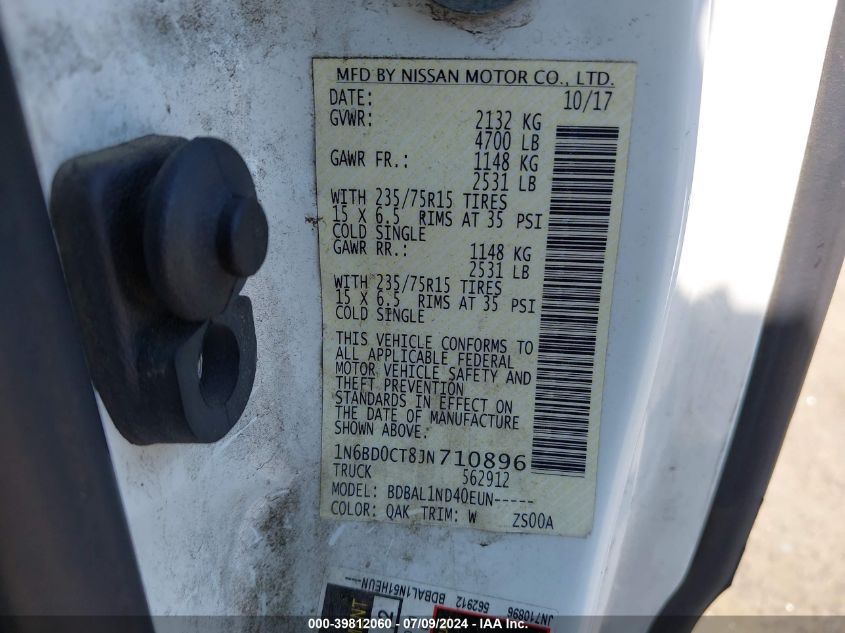 MFD BY NISSAN MOTOR CO., LTD.
DATE: 10/17
GVWR: 2132 KG
4700 LB
GAWR FR.: 1148 KG
2531 LB
WITH 235/75R15 TIRES
15 X 6.5 RIMS AT 35 PSI
COLD SINGLE
GAWR RR.: 1148 KG
2531 LB
WITH 235/75R15 TIRES
15 X 6.5 RIMS AT 35 PSI
COLD SINGLE
THIS VEHICLE CONFORMS TO
ALL APPLICABLE FEDERAL
MOTOR VEHICLE SAFETY AND
THEFT PREVENTION
STANDARDS IN EFFECT ON
THE DATE OF MANUFACTURE
SHOWN ABOVE.
1N6BD0CT8JN710896
TRUCK 562912
MODEL: BDBAL1ND40EUN-----
COLOR: QAK TRIM: W ZS00A
JN710896
562912 BDBAL1N51HEUN
000-39812060 - 07/09/2024 - IAA, Inc.